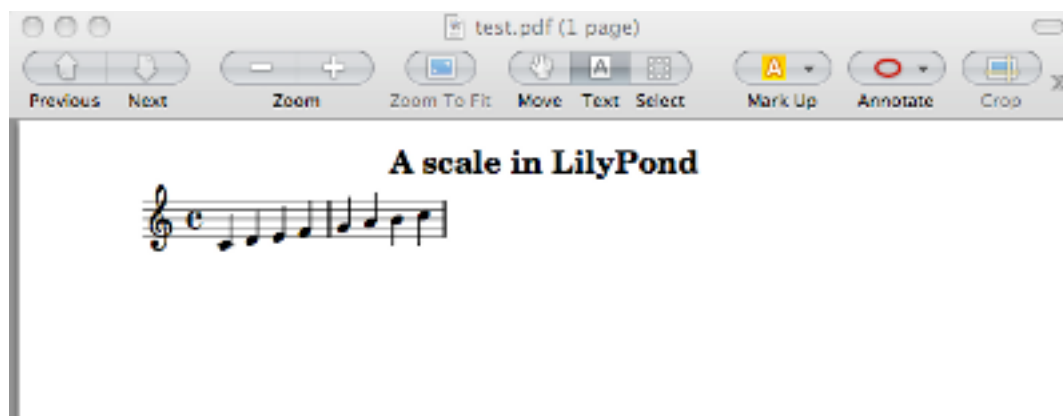 test.pdf (1 page)
Previous Next Zoom Zoom To Fit Move Text Select Mark Up Annotate Crop
A scale in LilyPond